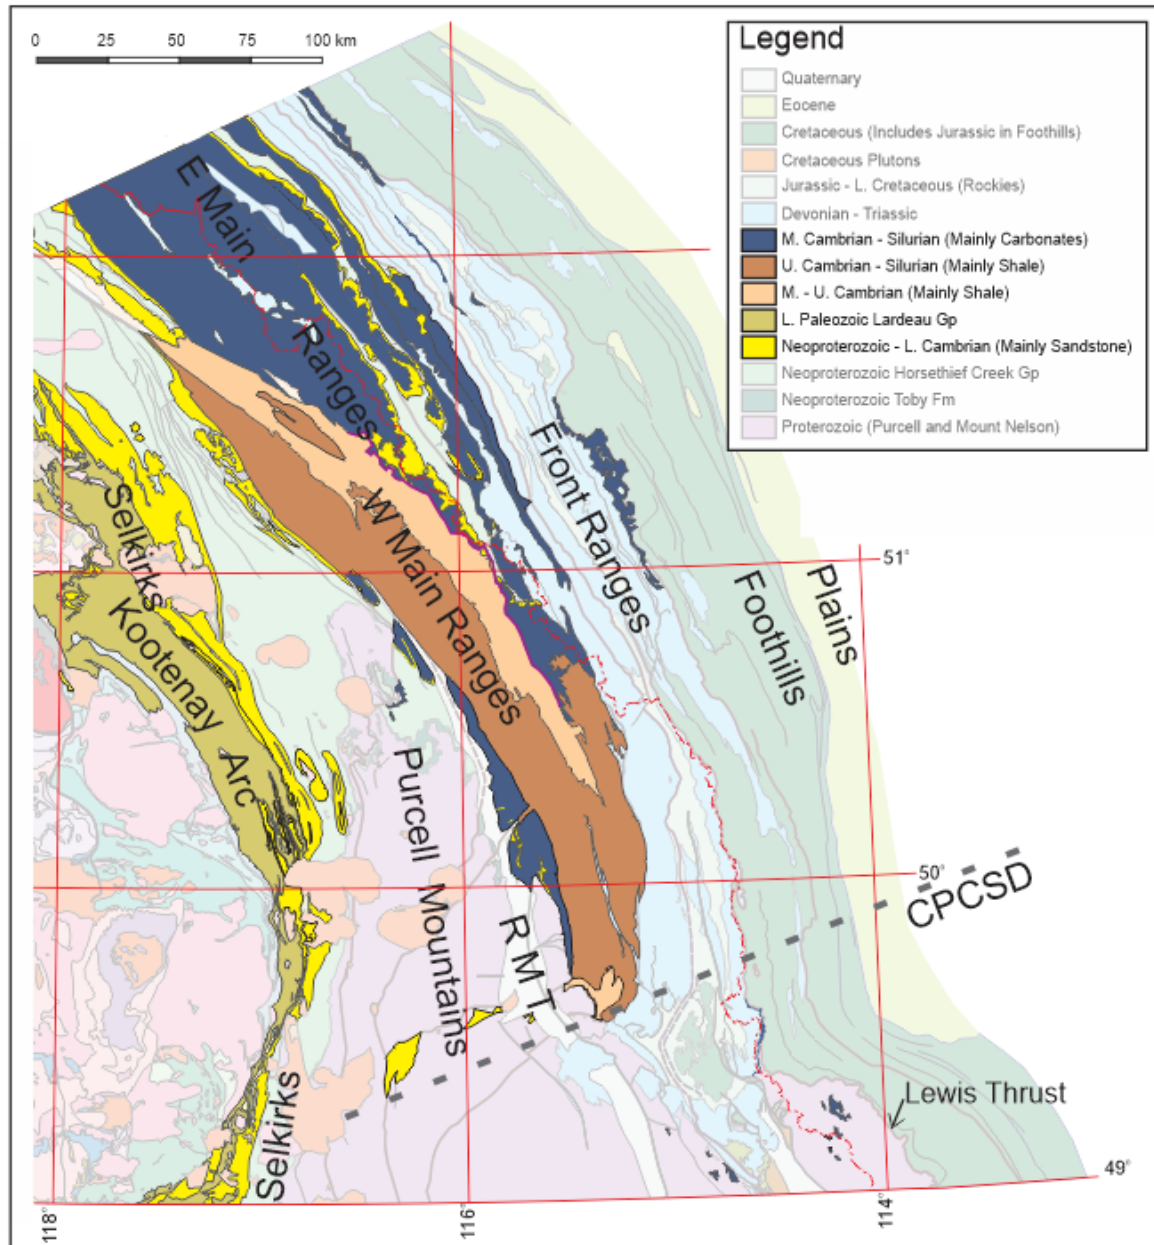 0 25 50 75 100 km
Legend
Quaternary
Eocene
Cretaceous (Includes Jurassic in Foothills)
Cretaceous Plutons
Jurassic - L. Cretaceous (Rockies)
Devonian - Triassic
M. Cambrian - Silurian (Mainly Carbonates)
U. Cambrian - Silurian (Mainly Shale)
M. - U. Cambrian (Mainly Shale)
L. Paleozoic Lardeau Gp
Neoproterozoic - L. Cambrian (Mainly Sandstone)
Neoproterozoic Horsethief Creek Gp
Neoproterozoic Toby Fm
Proterozoic (Purcell and Mount Nelson)
E Main
Ranges
Front Ranges
W Main Ranges
Selkirks
Kootenay
Arc
51°
Plains
Foothills
Purcell
Mountains
R M T
50°
CPCSD
Selkirks
Lewis Thrust
49°
118°
116°
114°